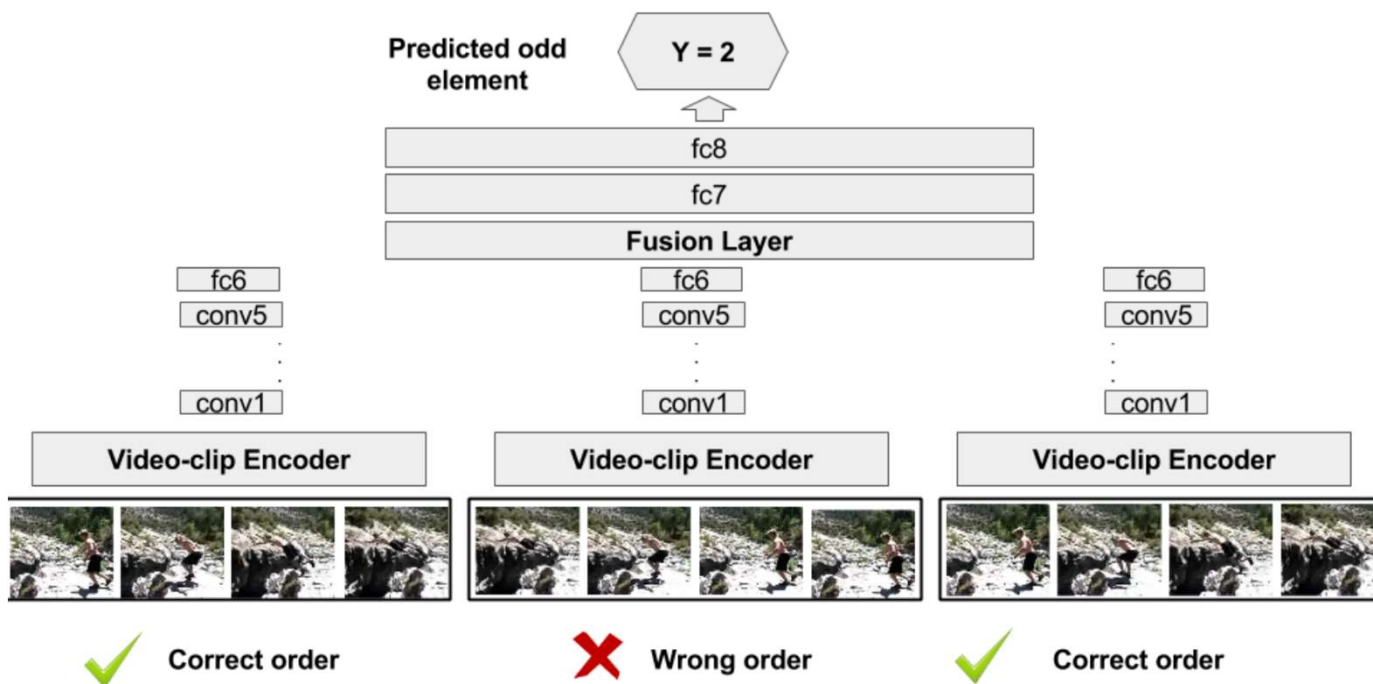 Predicted odd
element
Y = 2
fc8
fc7
Fusion Layer
fc6 fc6 fc6
conv5 conv5 conv5
conv1 conv1 conv1
Video-clip Encoder Video-clip Encoder Video-clip Encoder
Correct order Wrong order Correct order